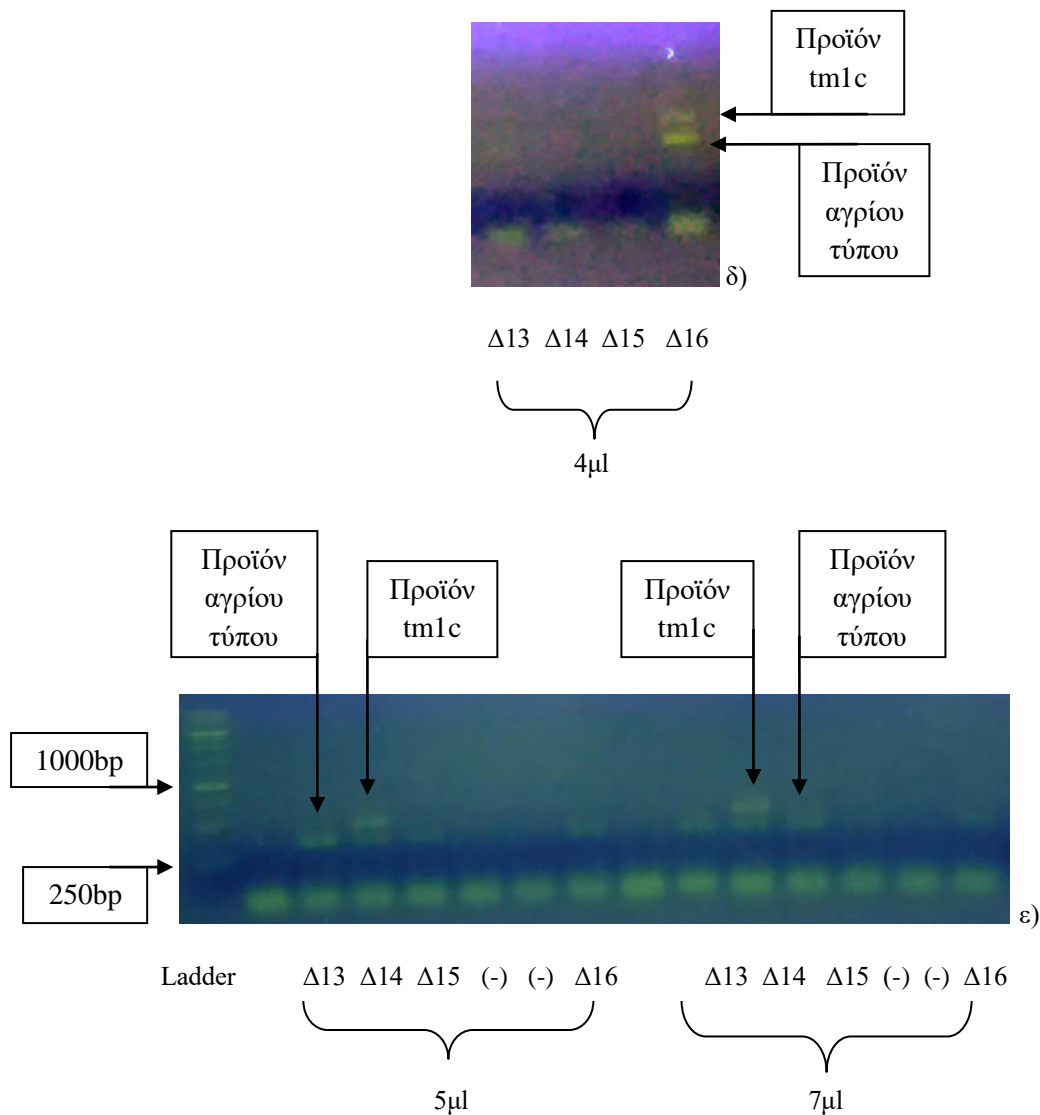 Προϊόν
tm1c
Προϊόν
αγρίου
τύπου
δ)
Δ13 Δ14 Δ15 Δ16
4μl
Προϊόν
αγρίου
τύπου
Προϊόν
tm1c
Προϊόν
tm1c
Προϊόν
αγρίου
τύπου
1000bp
250bp
ε)
Ladder Δ13 Δ14 Δ15 (-) (-) Δ16 Δ13 Δ14 Δ15 (-) (-) Δ16
5μl 7μl